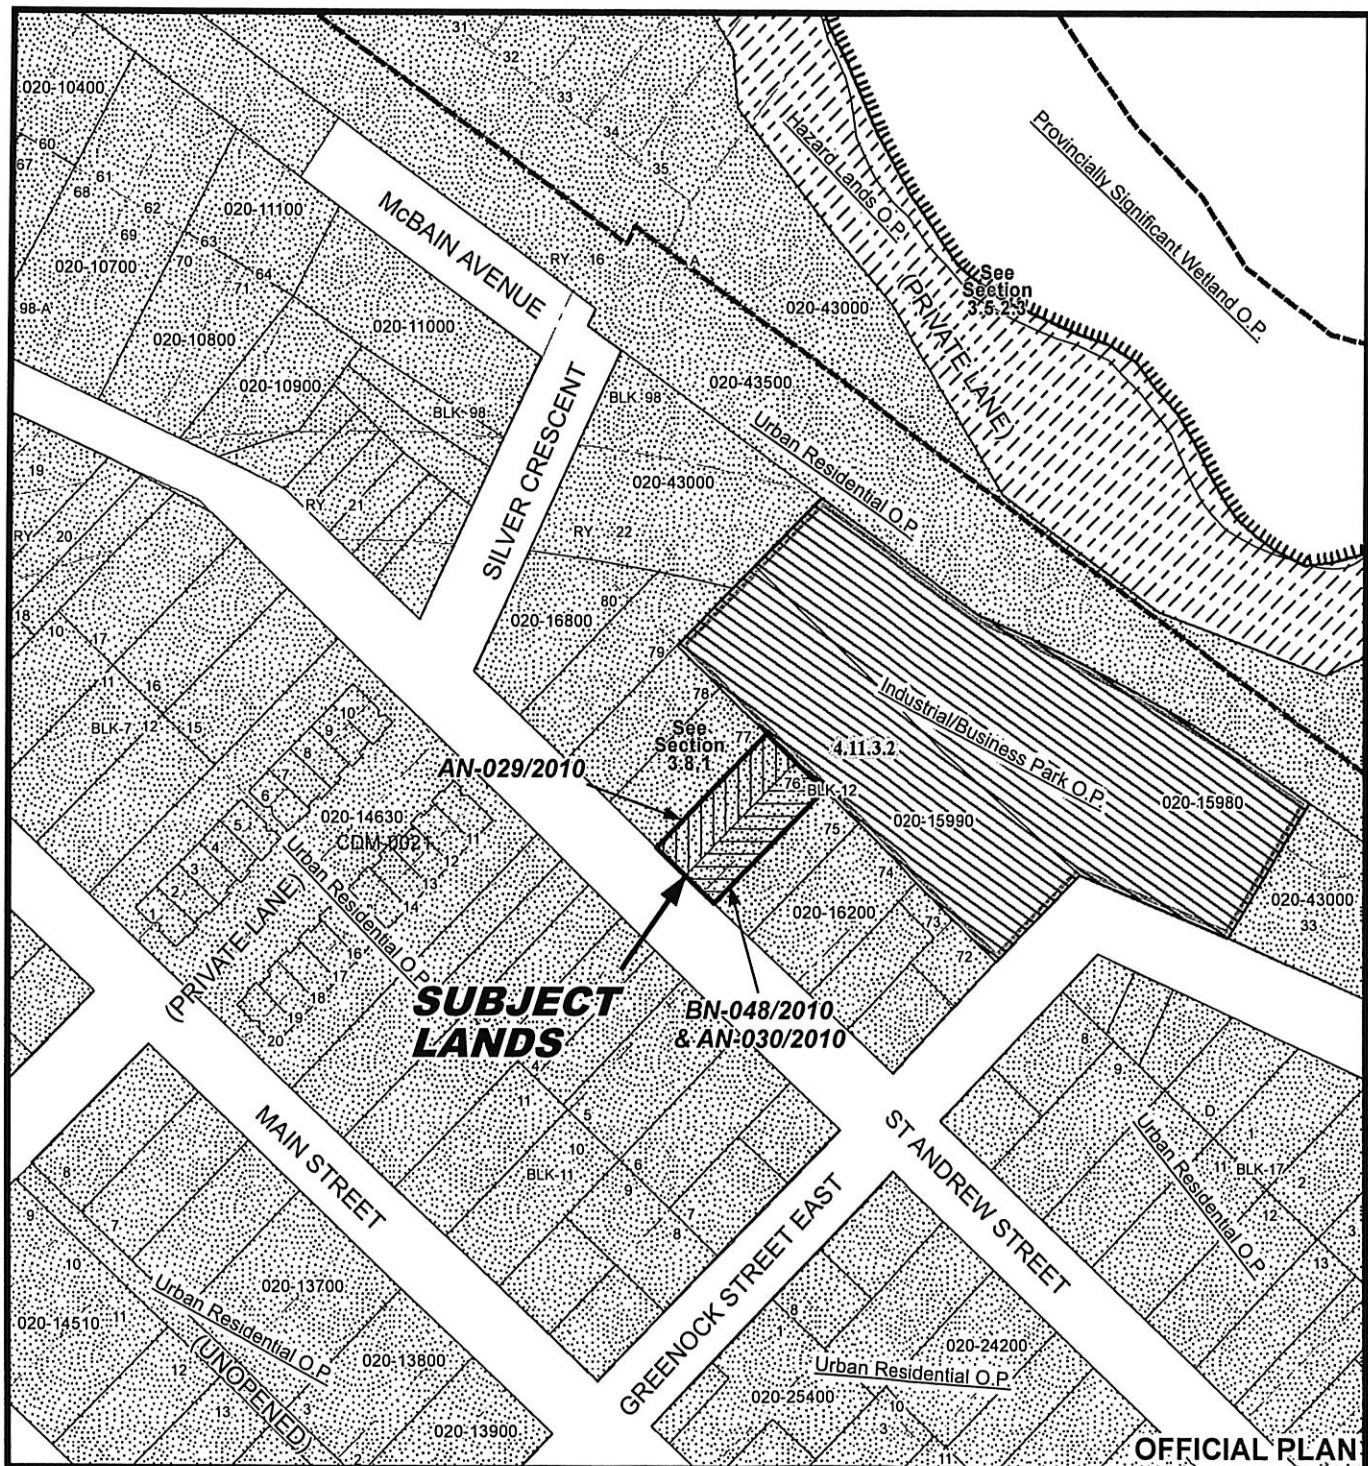 31
32
33
34
35
020-10400
60
67
61
68
62
69
020-11100
63
020-10700
70
64
71
98-A
020-10800
McBAIN AVENUE
RY 16
A
020-11000
020-10900
BLK 98
BLK 98
Hazard Lands O.P.
(PRIVATE LANE)
Provincially Significant Wetland O.P.
See
Section
3.5.2.3
020-43000
020-43500
Urban Residential O.P.
SILVER CRESCENT
020-43000
RY 21
RY 22
19
RY 20
18
10
17
11
16
BLK-7
12
15
020-16800
80
79
78
77
76
See
Section
3.8.1
AN-029/2010
4.11.3.2
BLK-12
Industrial/Business Park O.P.
020-15980
020-15990
75
74
73
72
020-16200
020-43000
33
10
9
8
7
6
5
4
3
2
1
020-14630
CDM-0021
11
12
13
14
Urban Residential O.P.
(PRIVATE LANE)
16
17
18
19
20
SUBJECT
LANDS
BN-048/2010
& AN-030/2010
4
11
5
10
BLK-11
6
9
7
8
MAIN STREET
GREENOCK STREET EAST
ST ANDREW STREET
8
9
D
1
11
BLK-17
2
12
3
13
Urban Residential O.P.
8
7
9
10
020-14510
11
12
13
020-13700
Urban Residential O.P.
(UNOPENED)
020-13800
3
2
020-13900
8
1
020-24200
Urban Residential O.P.
020-25400
10
3
11
OFFICIAL PLAN